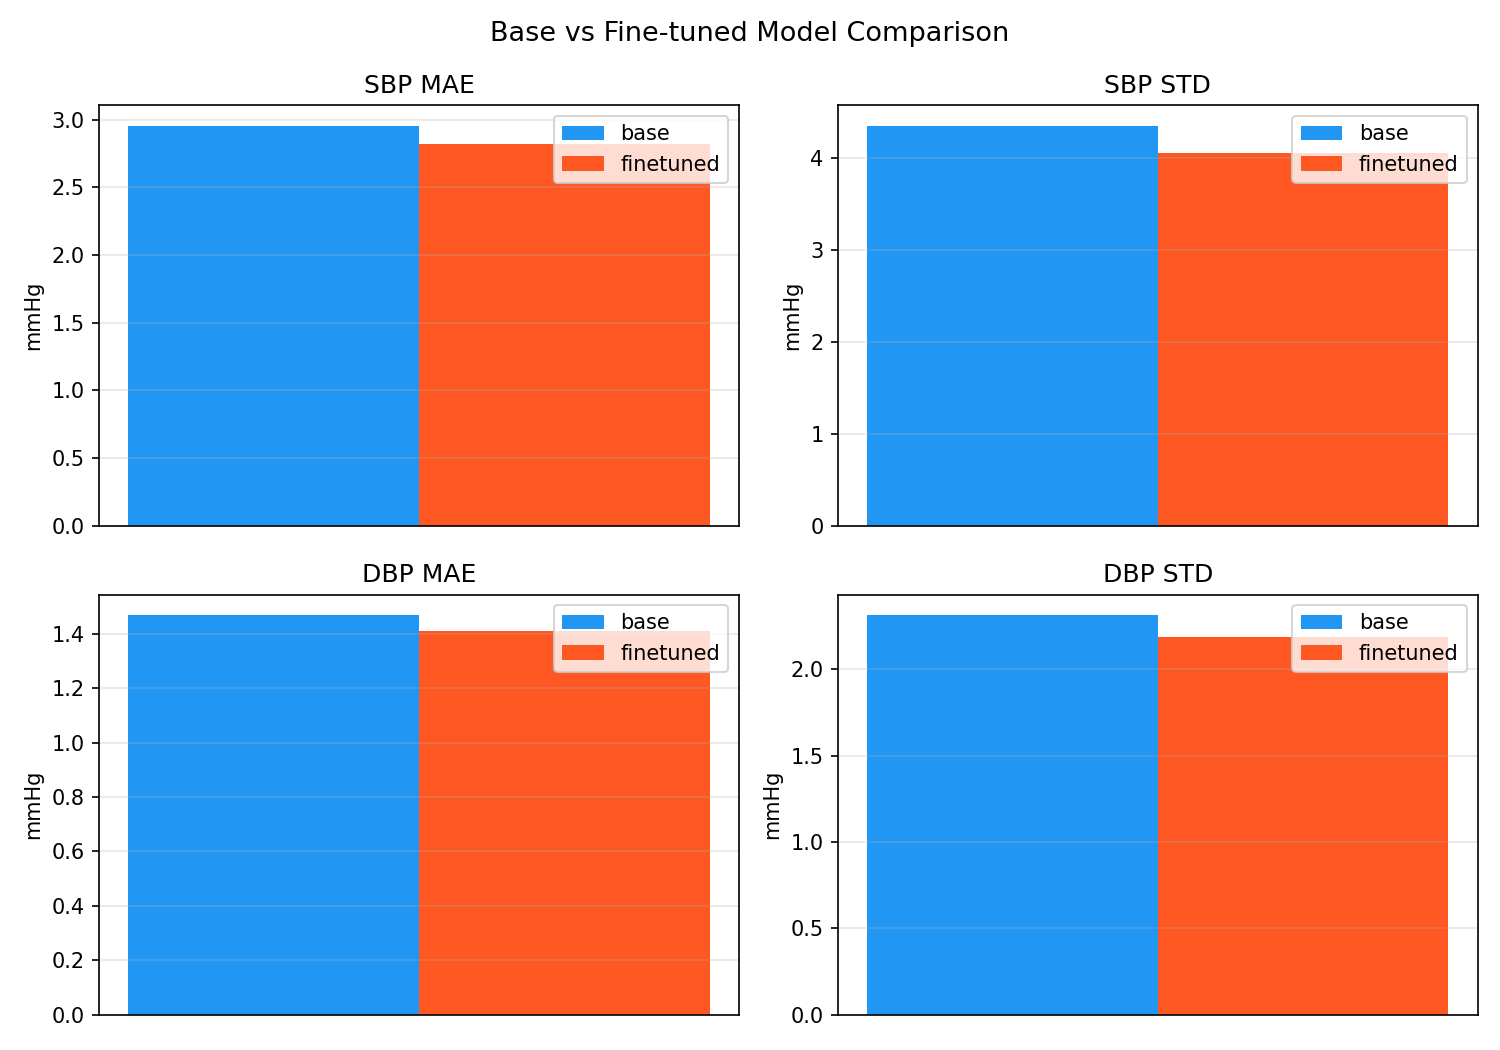 Base vs Fine-tuned Model Comparison
SBP MAE
mmHg
3.0
2.5
2.0
1.5
1.0
0.5
0.0
base
finetuned
SBP STD
mmHg
4
3
2
1
0
base
finetuned
DBP MAE
mmHg
1.4
1.2
1.0
0.8
0.6
0.4
0.2
0.0
base
finetuned
DBP STD
mmHg
2.0
1.5
1.0
0.5
0.0
base
finetuned